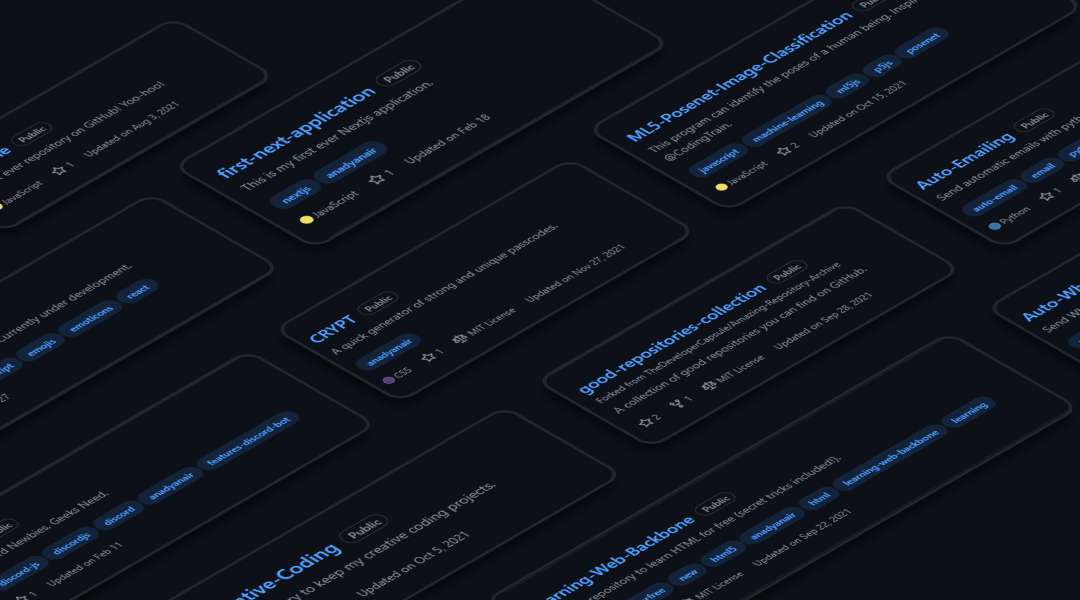 Public
ever repository on GitHub! Yoo-hoo!
JavaScript 1 Updated on Aug 3, 2021
first-next-application Public
This is my first ever Nextjs application.
nextjs anadyanair
JavaScript 1 Updated on Feb 18
ML5-Posenet-Image-Classification
This program can identify the poses of a human being.
@CodingTrain.
javascript machine-learning ml5js p5js posenet
JavaScript 2 Updated on Oct 15, 2021
Auto-Emailing Public
Send automatic emails with
auto-email email
Python 1
urrently under development.
emojis emoticons react
27
CRYPT Public
A quick generator of strong and unique passcodes.
anadyanair
CSS 1 MIT License Updated on Nov 27, 2021
good-repositories-collection Public
Forked from TheDeveloperCapsule/Amazing-Repository-Archive
A collection of good repositories you can find on GitHub.
2 1 MIT License Updated on Sep 28, 2021
Send
d Newbies, Geeks Need.
discord-js discordjs discord anadyanair features-discord-bot
1 Updated on Feb 11
ative-Coding Public
ry to keep my creative coding projects.
Updated on Oct 5, 2021
arning-Web-Backbone Public
repository to learn HTML for free (secret tricks included!).
free new html5 anadyanair html learning-web-backbone learning
MIT License Updated on Sep 22, 2021